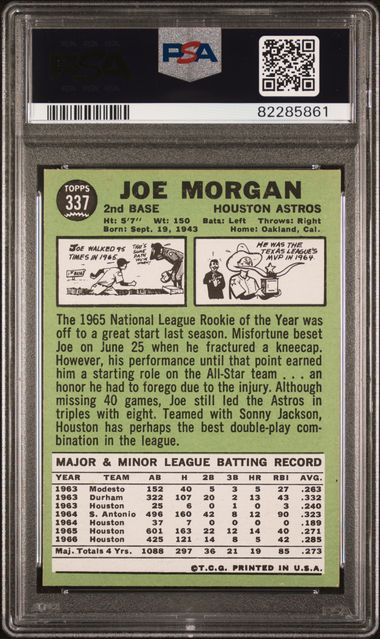 PSA
PSA
82285861
TOPPS
337
JOE MORGAN
2nd BASE HOUSTON ASTROS
Ht: 5'7" Wt: 150 Bats: Left Throws: Right
Born: Sept. 19, 1943 Home: Oakland, Cal.
JOE WALKED 95
TIMES IN 1965
HE WAS THE
TEXAS LEAGUE'S
MVP IN 1964
The 1965 National League Rookie of the Year was
off to a great start last season. Misfortune beset
Joe on June 25 when he fractured a kneecap.
However, his performance until that point earned
him a starting role on the All-Star team . . . an
honor he had to forego due to the injury. Although
missing 40 games, Joe still led the Astros in
triples with eight. Teamed with Sonny Jackson,
Houston has perhaps the best double-play com-
bination in the league.
MAJOR & MINOR LEAGUE BATTING RECORD
YEAR TEAM AB H 2B 3B HR RBI AVG.
1963 Modesto 152 40 5 3 5 27 .263
1963 Durham 322 107 20 2 13 43 .332
1963 Houston 25 6 0 1 0 3 .240
1964 S. Antonio 496 160 42 8 12 90 .323
1964 Houston 37 7 0 0 0 0 .189
1965 Houston 601 163 22 12 14 40 .271
1966 Houston 425 121 14 8 5 42 .285
Maj. Totals 4 Yrs. 1088 297 36 21 19 85 .273
©T.C.G. PRINTED IN U.S.A.